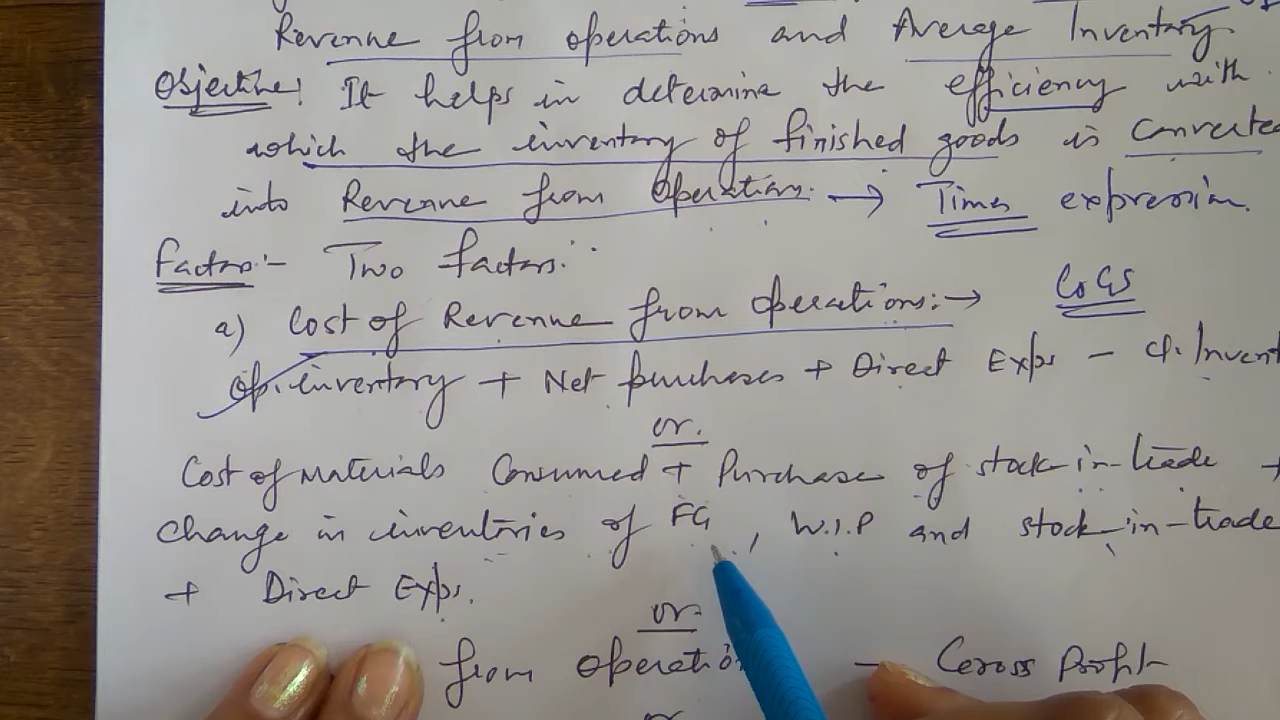 Revenue from operations and Average Inventory
Objective: It helps in determine the efficiency with
which the inventory of finished goods is Converted
into Revenue from Operation. → Times expression.
Factors:- Two factors:
a) Cost of Revenue from operations:→ COGS
Op. inventory + Net purchases + Direct Exps - Cl. Invent
or.
Cost of Materials Consumed + Purchase of stock in-trade +
change in inventories of FG, W.I.P and stock-in-trade
+ Direct Exps.
or
from operation - Gross Profit
or